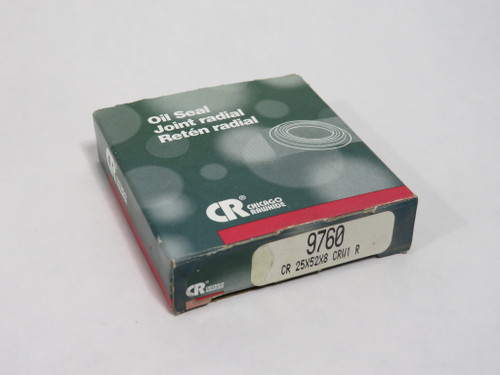 Oil Seal
Joint radial
Retén radial
CR® CHICAGO
RAWHIDE
9760
CR 25X52X8 CRW1 R
CR